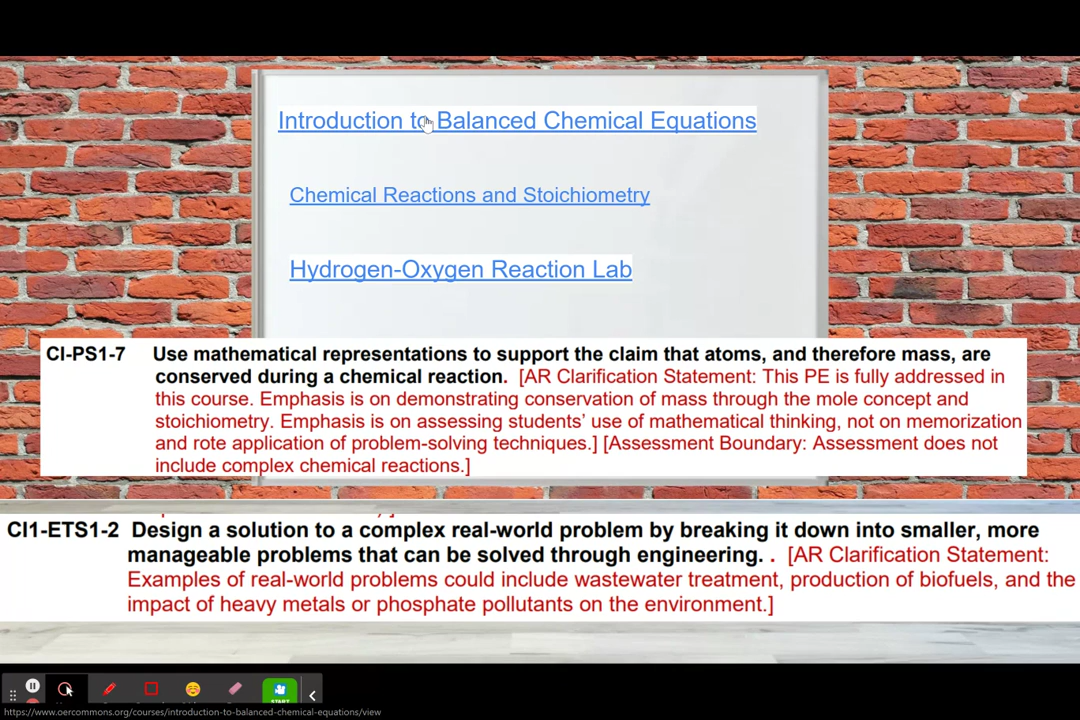 Introduction to Balanced Chemical Equations
Chemical Reactions and Stoichiometry
Hydrogen-Oxygen Reaction Lab
CI-PS1-7 Use mathematical representations to support the claim that atoms, and therefore mass, are
conserved during a chemical reaction. [AR Clarification Statement: This PE is fully addressed in
this course. Emphasis is on demonstrating conservation of mass through the mole concept and
stoichiometry. Emphasis is on assessing students' use of mathematical thinking, not on memorization
and rote application of problem-solving techniques.] [Assessment Boundary: Assessment does not
include complex chemical reactions.]
CI1-ETS1-2 Design a solution to a complex real-world problem by breaking it down into smaller, more
manageable problems that can be solved through engineering. . [AR Clarification Statement:
Examples of real-world problems could include wastewater treatment, production of biofuels, and the
impact of heavy metals or phosphate pollutants on the environment.]
https://www.oercommons.org/courses/introduction-to-balanced-chemical-equations/view